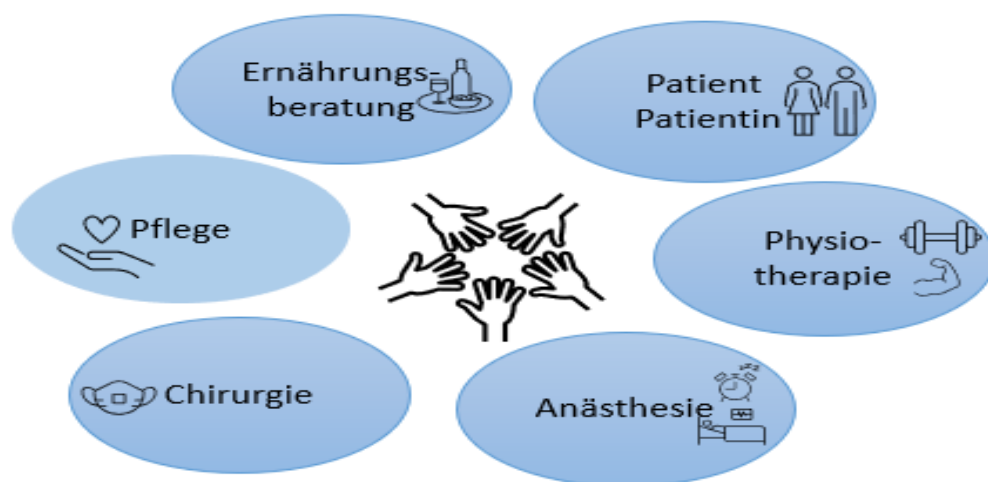 Ernährungs-
beratung
Patient
Patientin
Pflege
Physio-
therapie
Chirurgie
Anästhesie